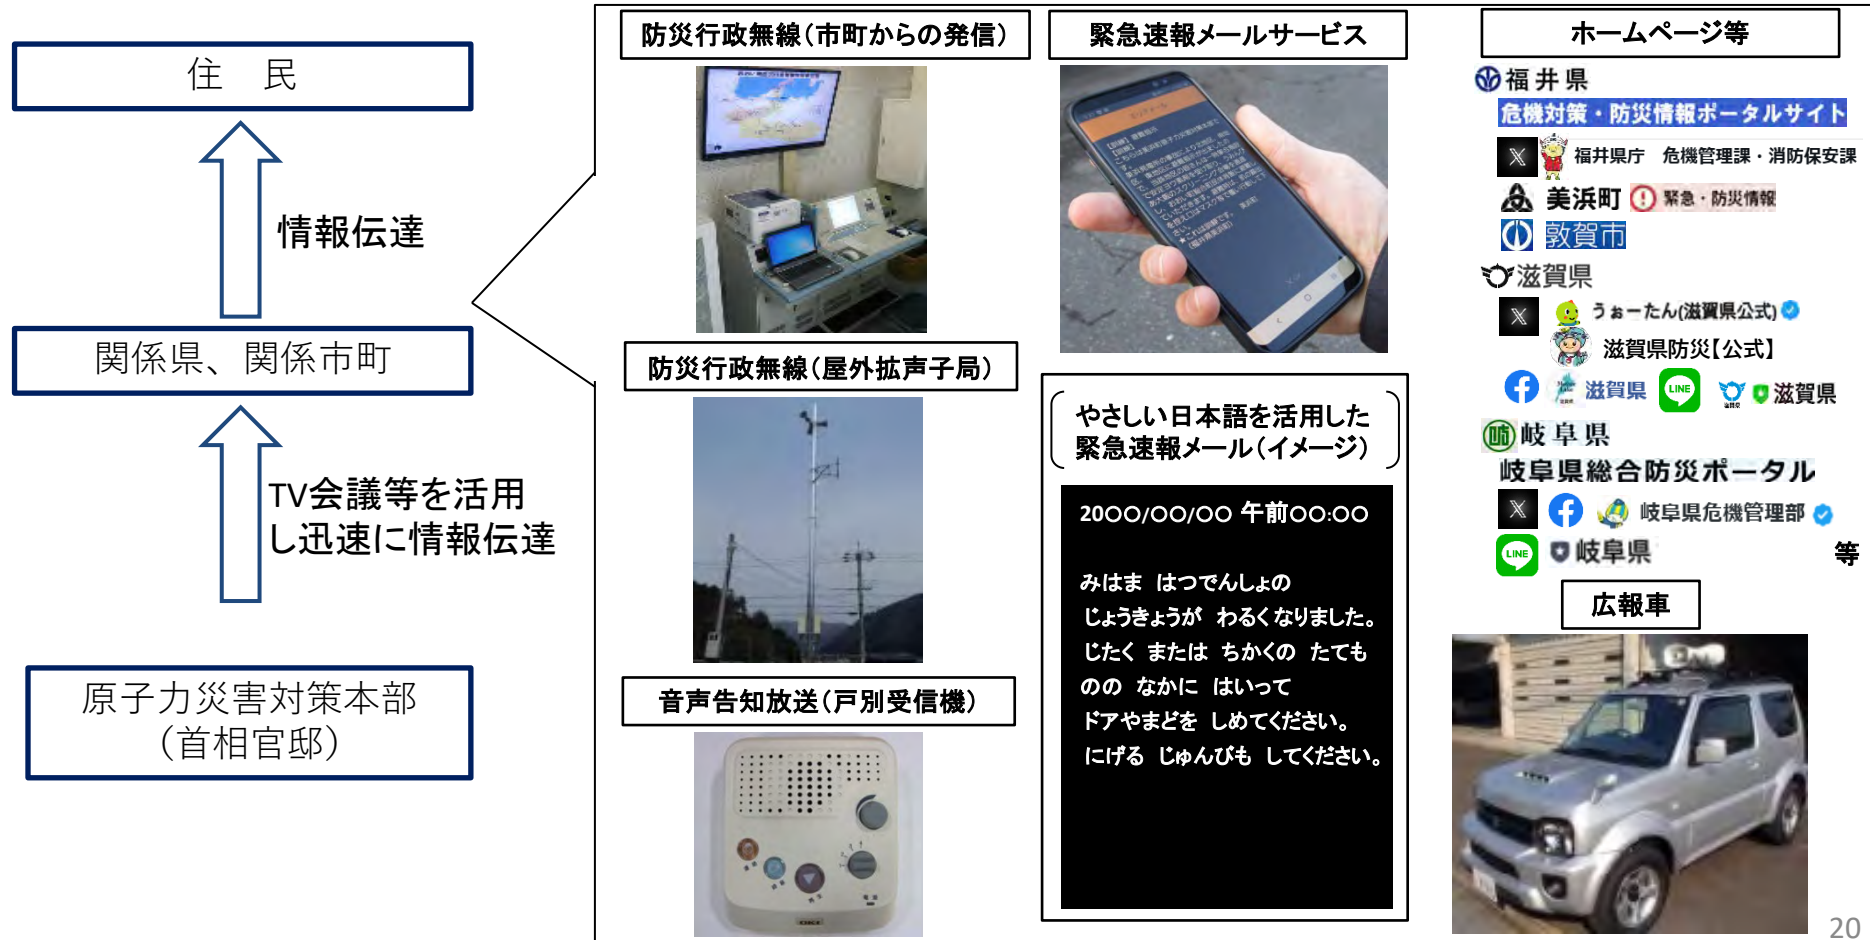 住　民
情報伝達
関係県、関係市町
TV会議等を活用
し迅速に情報伝達
原子力災害対策本部
（首相官邸）
防災行政無線（市町からの発信）
防災行政無線（屋外拡声子局）
音声告知放送（戸別受信機）
OKI
緊急速報メールサービス
やさしい日本語を活用した
緊急速報メール（イメージ）
20〇〇/〇〇/〇〇 午前〇〇:〇〇
みはま はつでんしょの
じょうきょうが わるくなりました。
じたく または ちかくの たても
のの なかに はいって
ドアやまどを しめてください。
にげる じゅんびも してください。
ホームページ等
福井県
危機対策・防災情報ポータルサイト
福井県庁　危機管理課・消防保安課
美浜町 緊急・防災情報
敦賀市
滋賀県
うぉーたん(滋賀県公式)
滋賀県防災【公式】
滋賀県 LINE 滋賀県
岐阜県
岐阜県総合防災ポータル
岐阜県危機管理部
LINE 岐阜県 等
広報車
20